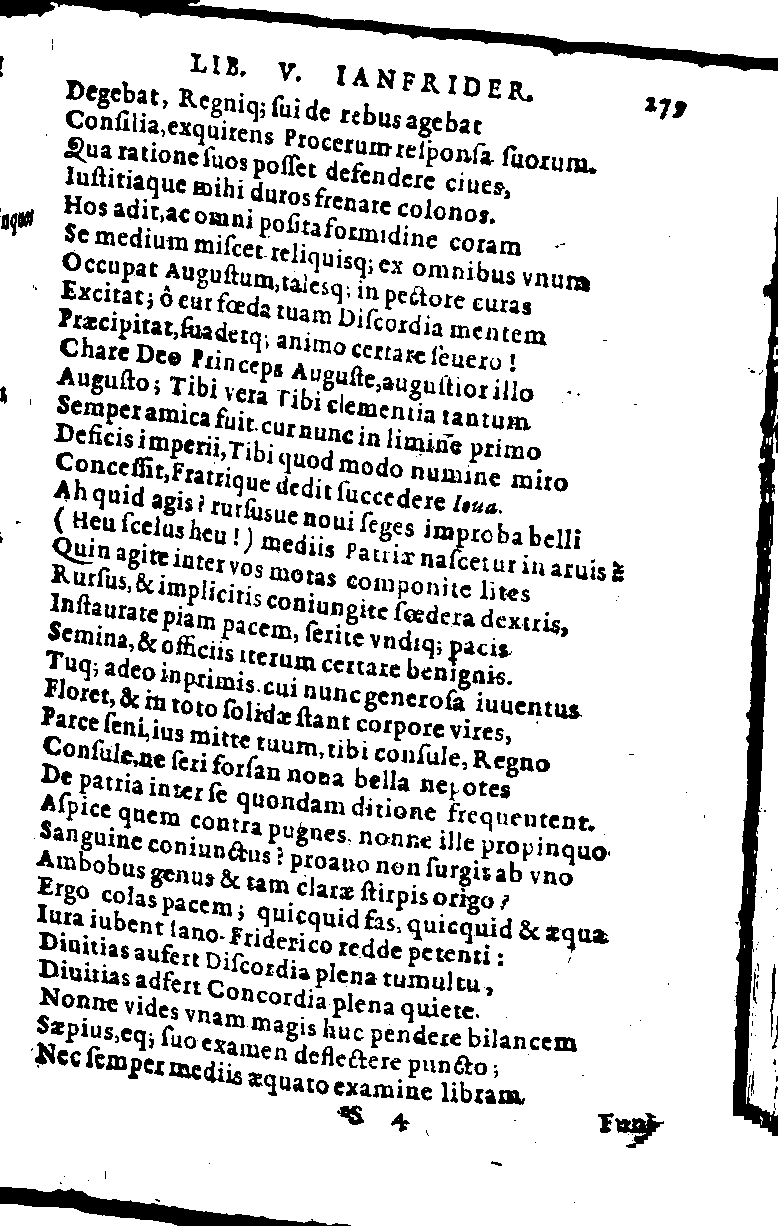 LIB. V. IANFRIDER. 279
Degebat, Regniq; ſui de rebus agebat
Conſilia, exquirens Procerum reſponſa ſuorum.
Qua ratione ſuos poſſet defendere ciues,
Iuſtitiaque mihi duros frenare colonos.
Hos adit, ac omni poſita formidine coram
Se medium miſcet reliquisq; ex omnibus vnum
Occupat Auguſtum, talesq; in pectore curas
Excitat; ô cur fœda tuam Diſcordia mentem
Præcipitat, ſuadetq; animo certare ſeuero!
Chare Deo Princeps Auguſte, auguſtior illo
Auguſto; Tibi vera Tibi clementia tantum
Semper amica fuit. cur nunc in limine primo
Deficis imperii, Tibi quod modo numine miro
Conceſſit, Fratrique dedit ſuccedere Ioua.
Ah quid agis? rurſusue noui ſeges improba belli
(Heu ſcelus heu!) mediis Patriæ naſcetur in aruis?
Quin agite inter vos motas componite lites
Rurſus, & implicitis coniungite fœdera dextris,
Inſtaurate piam pacem, ſerite vndiq; pacis
Semina, & officiis iterum certare benignis.
Tuq; adeo inprimis. cui nunc generoſa iuuentus
Floret, & in toto ſolidæ ſtant corpore vires,
Parce ſeni, ius mitte tuum, tibi conſule, Regno
Conſule, ne ſeri forſan noua bella nepotes
De patria inter ſe quondam ditione frequentent.
Aſpice quem contra pugnes. nonne ille propinquo
Sanguine coniunctus? proauo non ſurgis ab vno
Ambobus genus & tam claræ ſtirpis origo?
Ergo colas pacem; quicquid fas, quicquid & æqua
Iura iubent Iano-Friderico redde petenti:
Diuitias aufert Diſcordia plena tumultu,
Diuitias adfert Concordia plena quiete.
Nonne vides vnam magis huc pendere bilancem
Sæpius, eq; ſuo examen deflectere puncto;
Nec ſemper mediis æquato examine libram
S 4